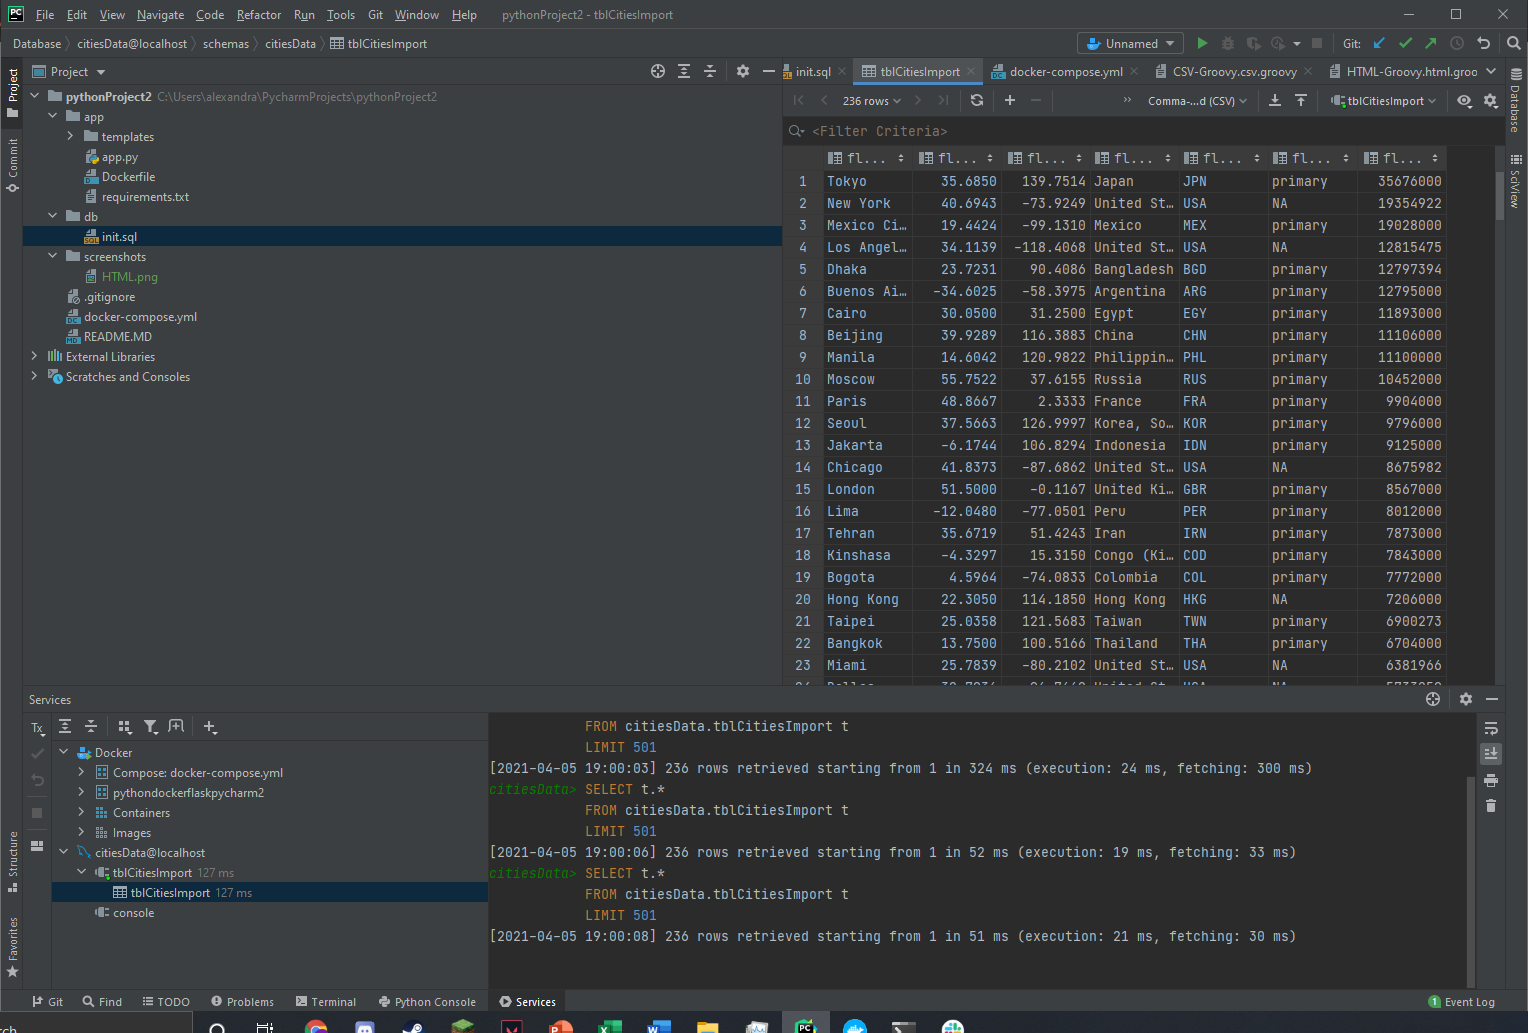 PC File Edit View Navigate Code Refactor Run Tools Git Window Help pythonProject2 - tblCitiesImport
Database citiesData@localhost schemas citiesData tblCitiesImport Unnamed Git:
Project
Commit
Structure
Favorites
Database
SciView
Project
pythonProject2 C:\Users\alexandra\PycharmProjects\pythonProject2
app
templates
app.py
Dockerfile
requirements.txt
db
init.sql
screenshots
HTML.png
.gitignore
docker-compose.yml
README.MD
External Libraries
Scratches and Consoles
init.sql tblCitiesImport docker-compose.yml CSV-Groovy.csv.groovy HTML-Groovy.html.groo
236 rows Comma-...d (CSV) tblCitiesImport
<Filter Criteria>
fl... fl... fl... fl... fl... fl... fl...
1 Tokyo 35.6850 139.7514 Japan JPN primary 35676000
2 New York 40.6943 -73.9249 United St... USA NA 19354922
3 Mexico Ci... 19.4424 -99.1310 Mexico MEX primary 19028000
4 Los Angel... 34.1139 -118.4068 United St... USA NA 12815475
5 Dhaka 23.7231 90.4086 Bangladesh BGD primary 12797394
6 Buenos Ai... -34.6025 -58.3975 Argentina ARG primary 12795000
7 Cairo 30.0500 31.2500 Egypt EGY primary 11893000
8 Beijing 39.9289 116.3883 China CHN primary 11106000
9 Manila 14.6042 120.9822 Philippin... PHL primary 11100000
10 Moscow 55.7522 37.6155 Russia RUS primary 10452000
11 Paris 48.8667 2.3333 France FRA primary 9904000
12 Seoul 37.5663 126.9997 Korea, So... KOR primary 9796000
13 Jakarta -6.1744 106.8294 Indonesia IDN primary 9125000
14 Chicago 41.8373 -87.6862 United St... USA NA 8675982
15 London 51.5000 -0.1167 United Ki... GBR primary 8567000
16 Lima -12.0480 -77.0501 Peru PER primary 8012000
17 Tehran 35.6719 51.4243 Iran IRN primary 7873000
18 Kinshasa -4.3297 15.3150 Congo (Ki... COD primary 7843000
19 Bogota 4.5964 -74.0833 Colombia COL primary 7772000
20 Hong Kong 22.3050 114.1850 Hong Kong HKG NA 7206000
21 Taipei 25.0358 121.5683 Taiwan TWN primary 6900273
22 Bangkok 13.7500 100.5166 Thailand THA primary 6704000
23 Miami 25.7839 -80.2102 United St... USA NA 6381966
Services
Tx
Docker
Compose: docker-compose.yml
pythondockerflaskpycharm2
Containers
Images
citiesData@localhost
tblCitiesImport 127 ms
tblCitiesImport 127 ms
console
FROM citiesData.tblCitiesImport t
LIMIT 501
[2021-04-05 19:00:03] 236 rows retrieved starting from 1 in 324 ms (execution: 24 ms, fetching: 300 ms)
citiesData> SELECT t.*
FROM citiesData.tblCitiesImport t
LIMIT 501
[2021-04-05 19:00:06] 236 rows retrieved starting from 1 in 52 ms (execution: 19 ms, fetching: 33 ms)
citiesData> SELECT t.*
FROM citiesData.tblCitiesImport t
LIMIT 501
[2021-04-05 19:00:08] 236 rows retrieved starting from 1 in 51 ms (execution: 21 ms, fetching: 30 ms)
Git Find TODO Problems Terminal Python Console Services 1 Event Log